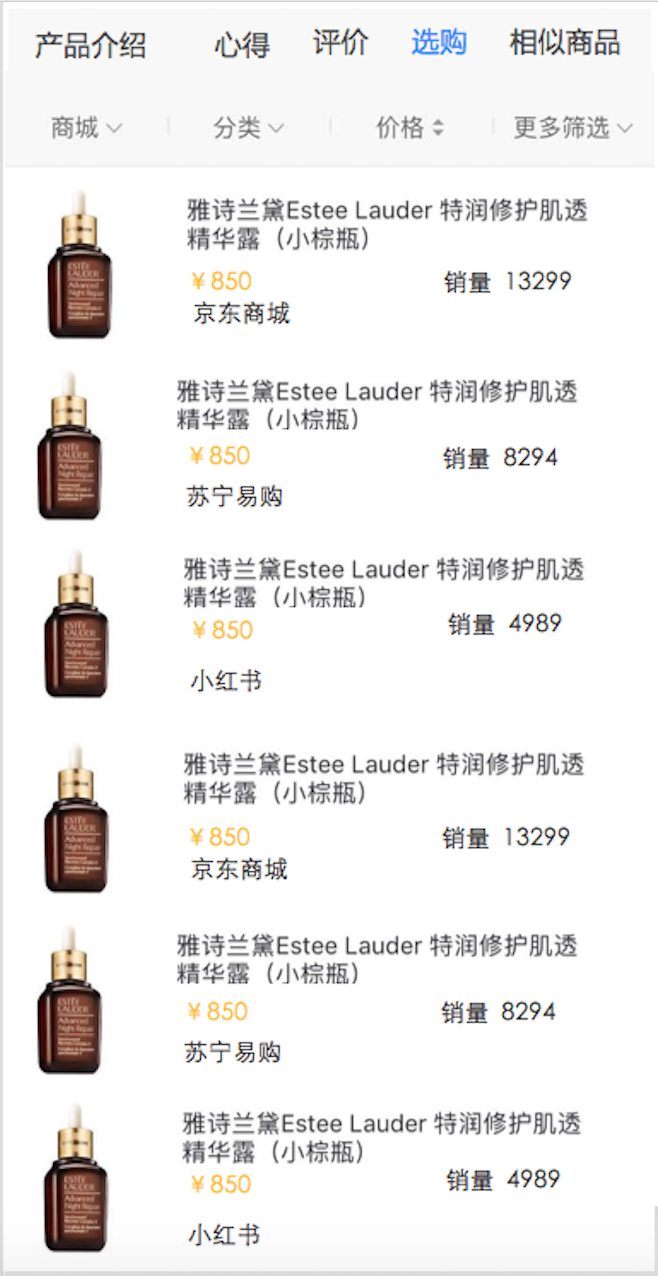 产品介绍 心得 评价 选购 相似商品
商城 分类 价格 更多筛选
雅诗兰黛Estee Lauder 特润修护肌透
精华露（小棕瓶）
￥850 销量 13299
京东商城
雅诗兰黛Estee Lauder 特润修护肌透
精华露（小棕瓶）
￥850 销量 8294
苏宁易购
雅诗兰黛Estee Lauder 特润修护肌透
精华露（小棕瓶）
￥850 销量 4989
小红书
雅诗兰黛Estee Lauder 特润修护肌透
精华露（小棕瓶）
￥850 销量 13299
京东商城
雅诗兰黛Estee Lauder 特润修护肌透
精华露（小棕瓶）
￥850 销量 8294
苏宁易购
雅诗兰黛Estee Lauder 特润修护肌透
精华露（小棕瓶）
￥850 销量 4989
小红书
ESTĒE
LAUDER
Advanced
Night Repair